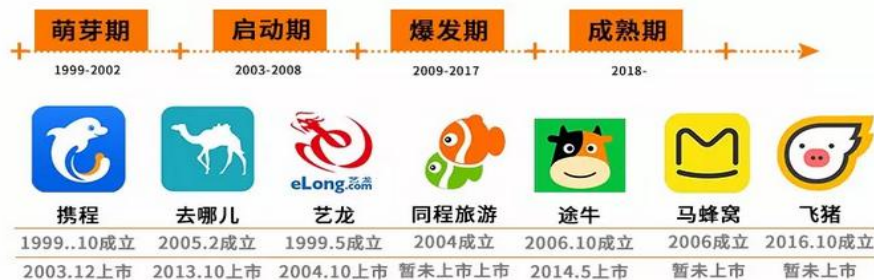 萌芽期 启动期 爆发期 成熟期
1999-2002 2003-2008 2009-2017 2018-
eLong.com 艺龙
携程 去哪儿 艺龙 同程旅游 途牛 马蜂窝 飞猪
1999..10成立 2005.2成立 1999.5成立 2004成立 2006.10成立 2006成立 2016.10成立
2003.12上市 2013.10上市 2004.10上市 暂未上市上市 2014.5上市 暂未上市 暂未上市